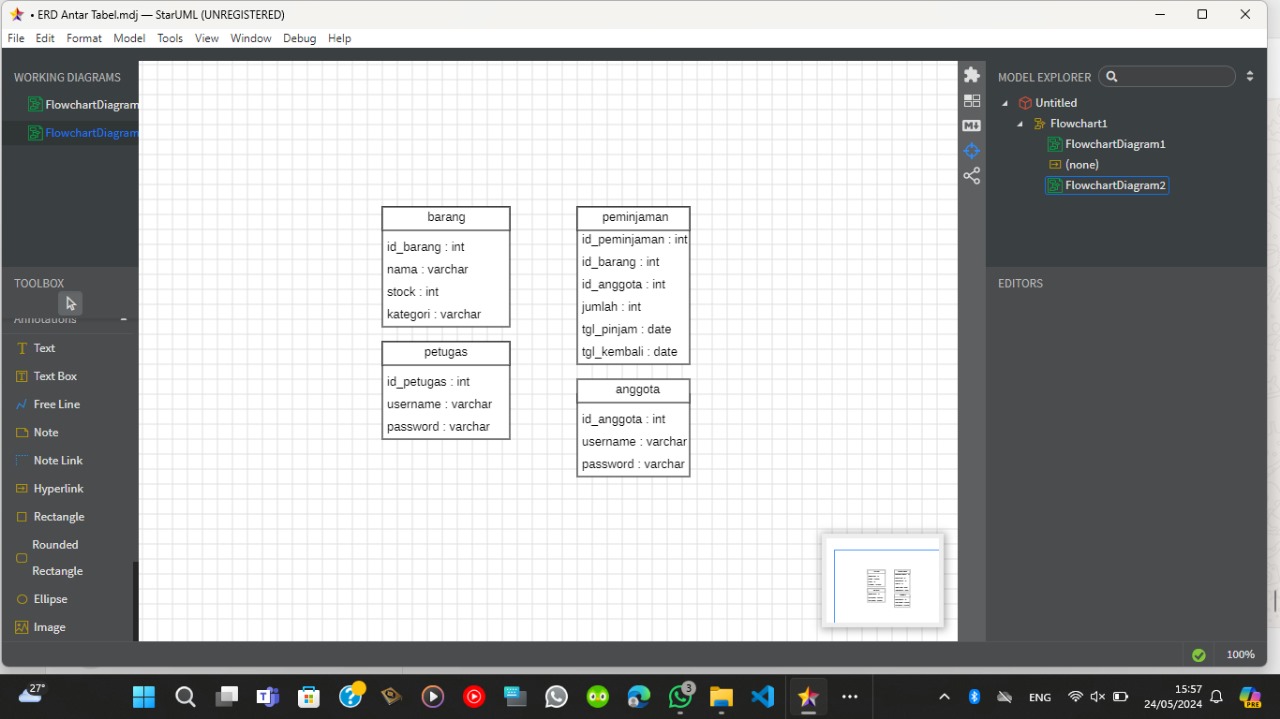 • ERD Antar Tabel.mdj — StarUML (UNREGISTERED)
File Edit Format Model Tools View Window Debug Help
WORKING DIAGRAMS
FlowchartDiagram
FlowchartDiagram
TOOLBOX
Annotations
Text
Text Box
Free Line
Note
Note Link
Hyperlink
Rectangle
Rounded
Rectangle
Ellipse
Image
barang
id_barang : int
nama : varchar
stock : int
kategori : varchar
petugas
id_petugas : int
username : varchar
password : varchar
peminjaman
id_peminjaman : int
id_barang : int
id_anggota : int
jumlah : int
tgl_pinjam : date
tgl_kembali : date
anggota
id_anggota : int
username : varchar
password : varchar
MODEL EXPLORER
Untitled
Flowchart1
FlowchartDiagram1
(none)
FlowchartDiagram2
EDITORS
100%
27°
3
ENG
15:57
24/05/2024
PRE